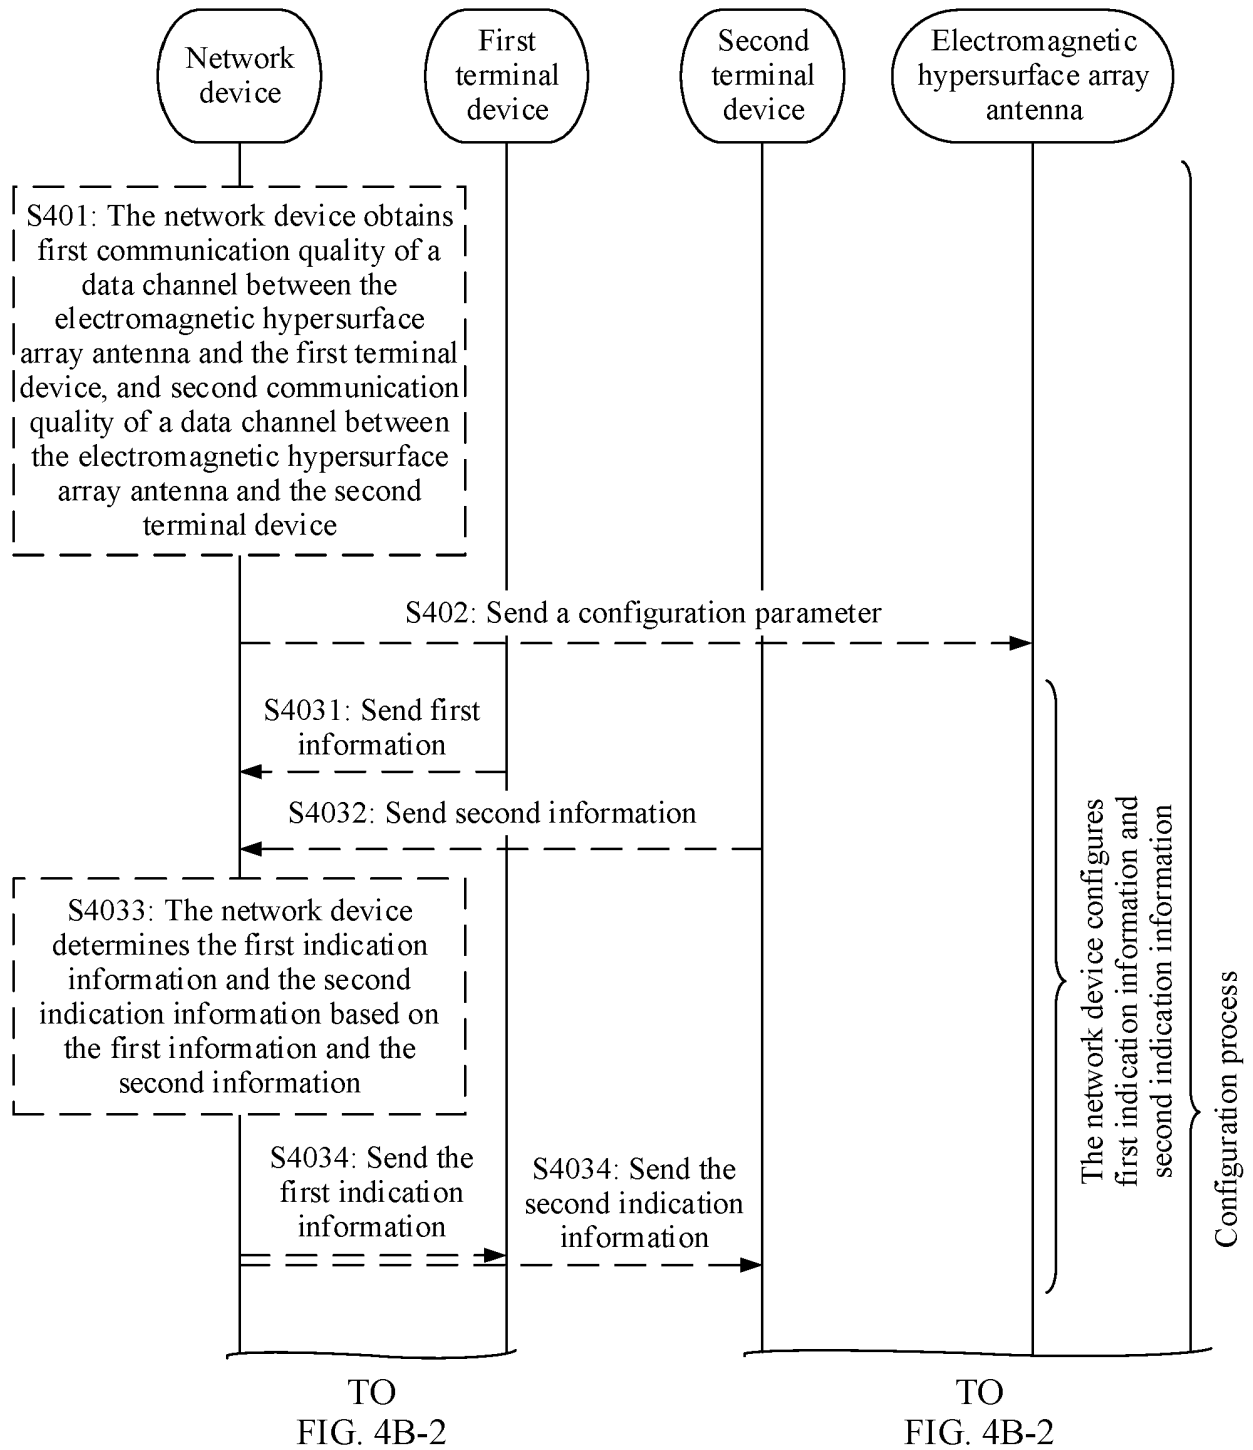 Network
device
First
terminal
device
Second
terminal
device
Electromagnetic
hypersurface array
antenna
S401: The network device obtains
first communication quality of a
data channel between the
electromagnetic hypersurface
array antenna and the first terminal
device, and second communication
quality of a data channel between
the electromagnetic hypersurface
array antenna and the second
terminal device
S402: Send a configuration parameter
S4031: Send first
information
S4032: Send second information
S4033: The network device
determines the first indication
information and the second
indication information based on
the first information and the
second information
S4034: Send the
first indication
information
S4034: Send the
second indication
information
The network device configures
first indication information and
second indication information
Configuration process
TO
FIG. 4B-2
TO
FIG. 4B-2